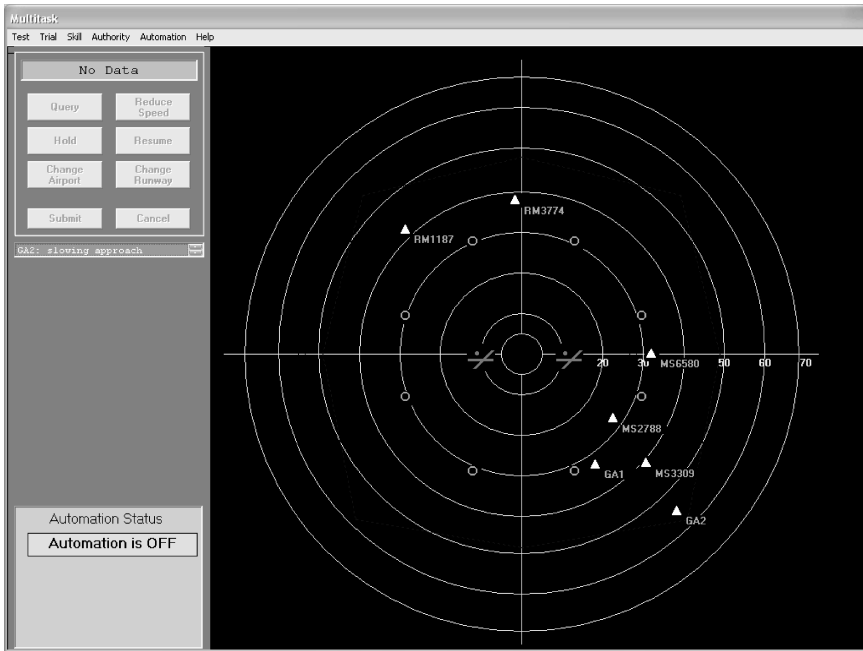 Multitask
Test Trial Skill Authority Automation Help
No Data
Query
Reduce Speed
Hold
Resume
Change Airport
Change Runway
Submit
Cancel
GA2: slowing approach
RM3774
RM1187
20 30 50 60 70
MS6580
MS2788
GA1
MS3309
GA2
Automation Status
Automation is OFF